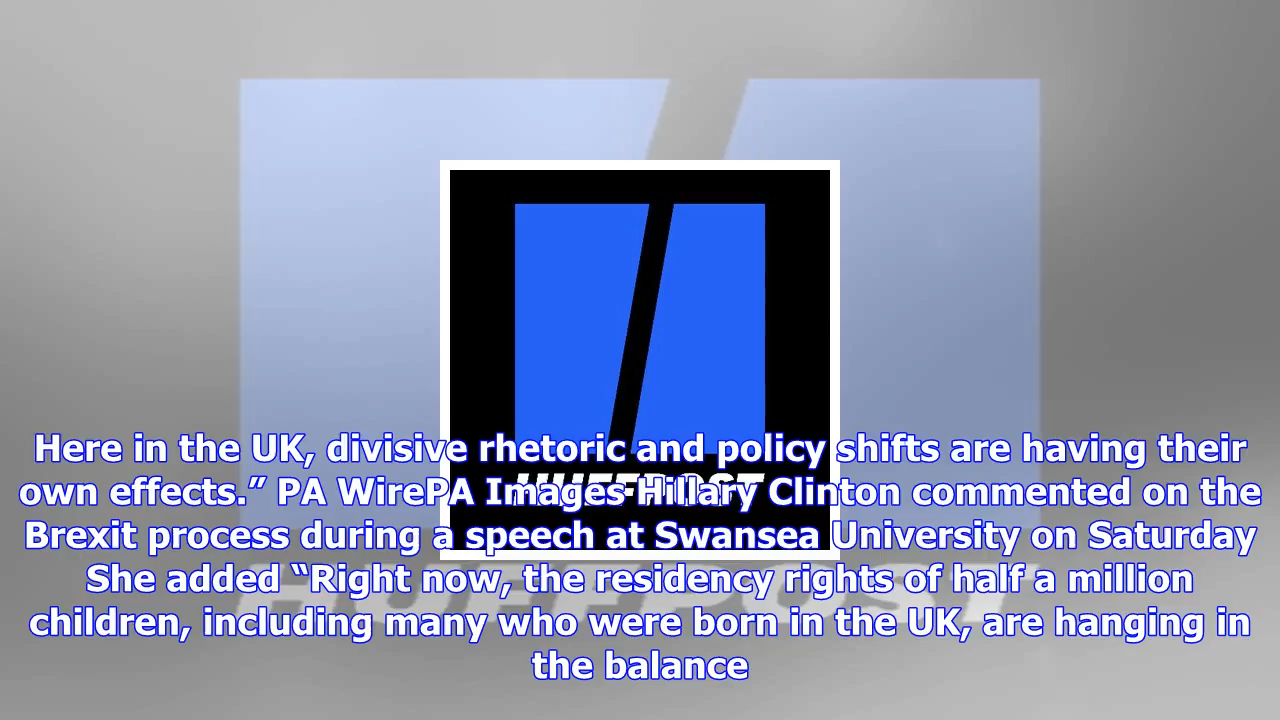 Here in the UK, divisive rhetoric and policy shifts are having their
own effects.” PA WirePA Images Hillary Clinton commented on the
Brexit process during a speech at Swansea University on Saturday
She added “Right now, the residency rights of half a million
children, including many who were born in the UK, are hanging in
the balance
HUFFPOST
HUFFPOST